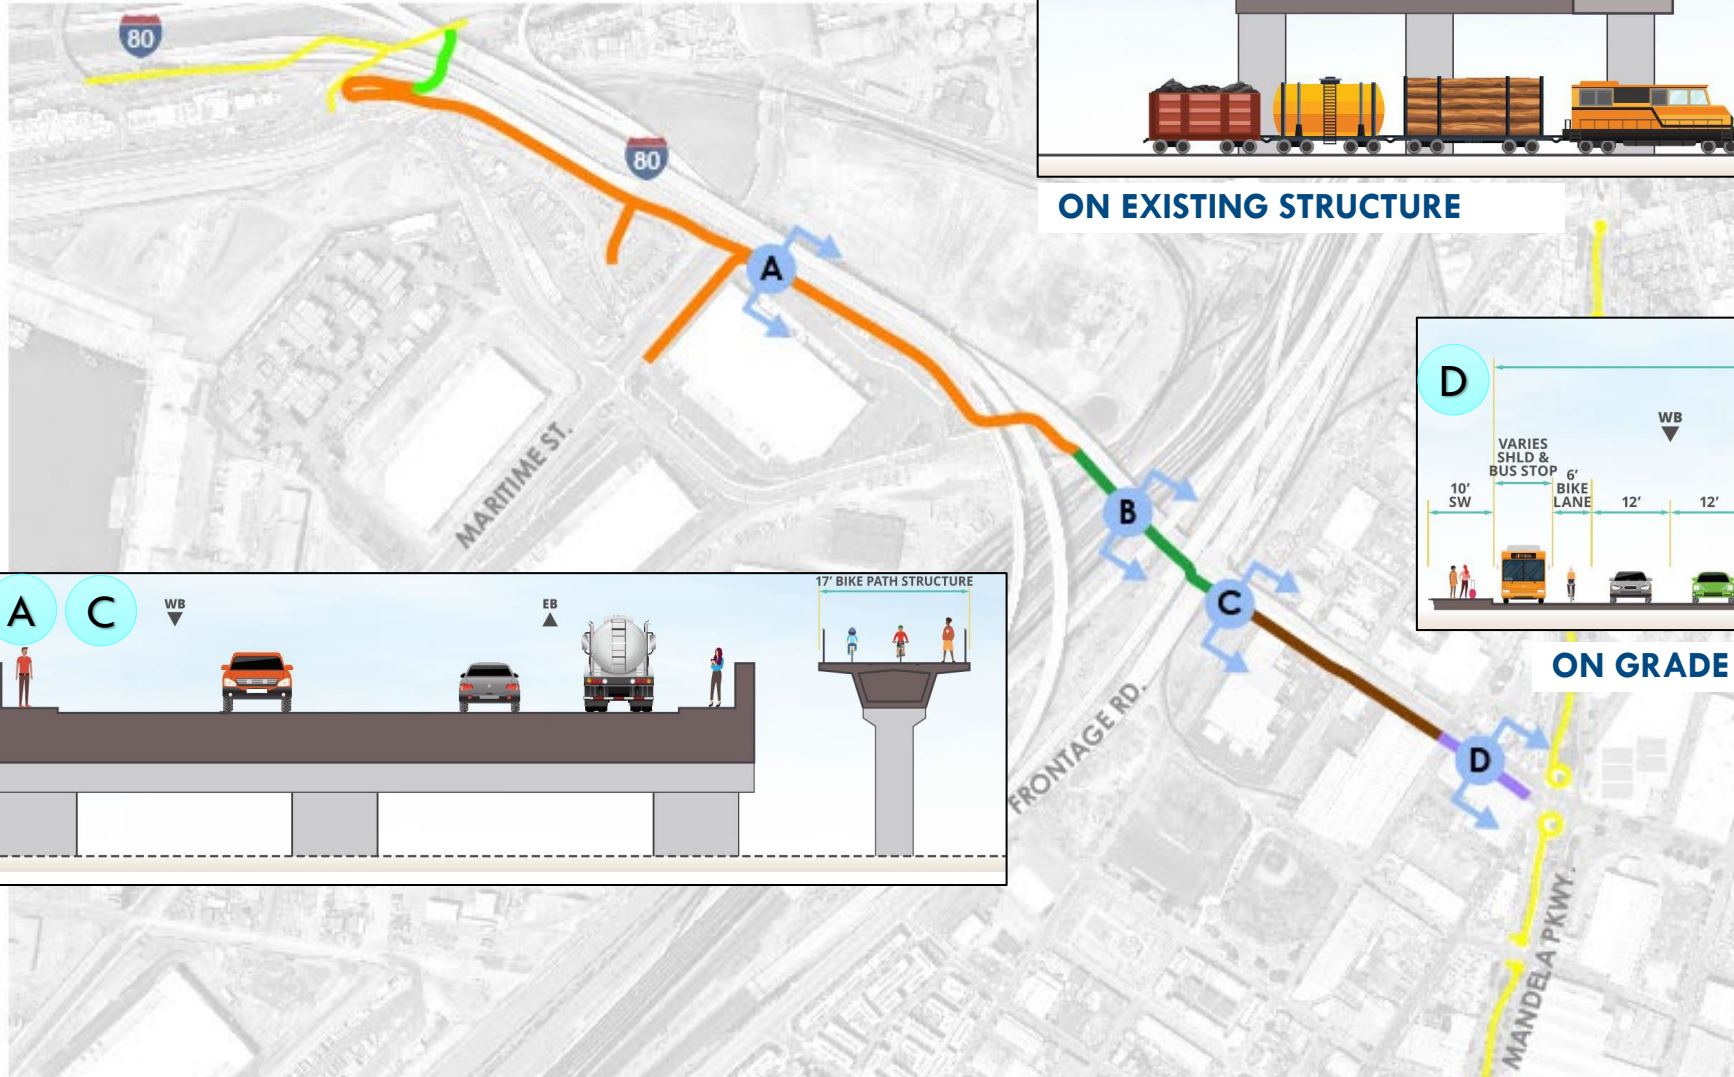 80
80
ON EXISTING STRUCTURE
A
D
WB
VARIES
SHLD &
BUS STOP
10'
SW
6'
BIKE
LANE
12'
12'
MARITIME ST.
B
A
C
WB
EB
17' BIKE PATH STRUCTURE
C
ON GRADE
FRONTAGE RD.
D
MANDELA PKWY.